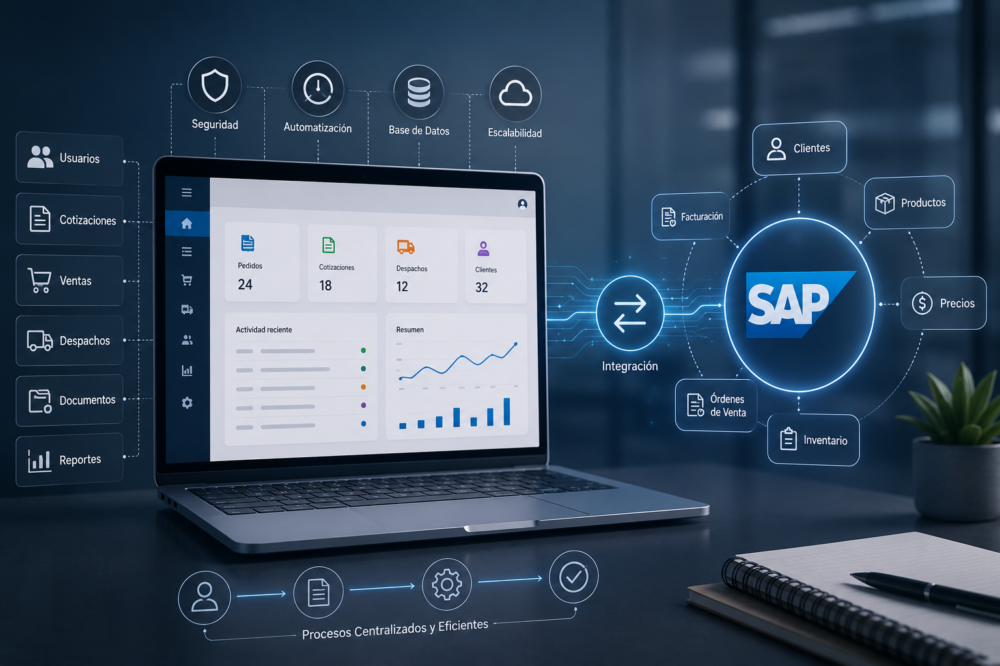 Seguridad
Automatización
Base de Datos
Escalabilidad
Usuarios
Cotizaciones
Ventas
Despachos
Documentos
Reportes
Pedidos
24
Cotizaciones
18
Despachos
12
Clientes
32
Actividad reciente
Resumen
Integración
Clientes
Productos
Facturación
SAP
Precios
Órdenes
de Venta
Inventario
Procesos Centralizados y Eficientes